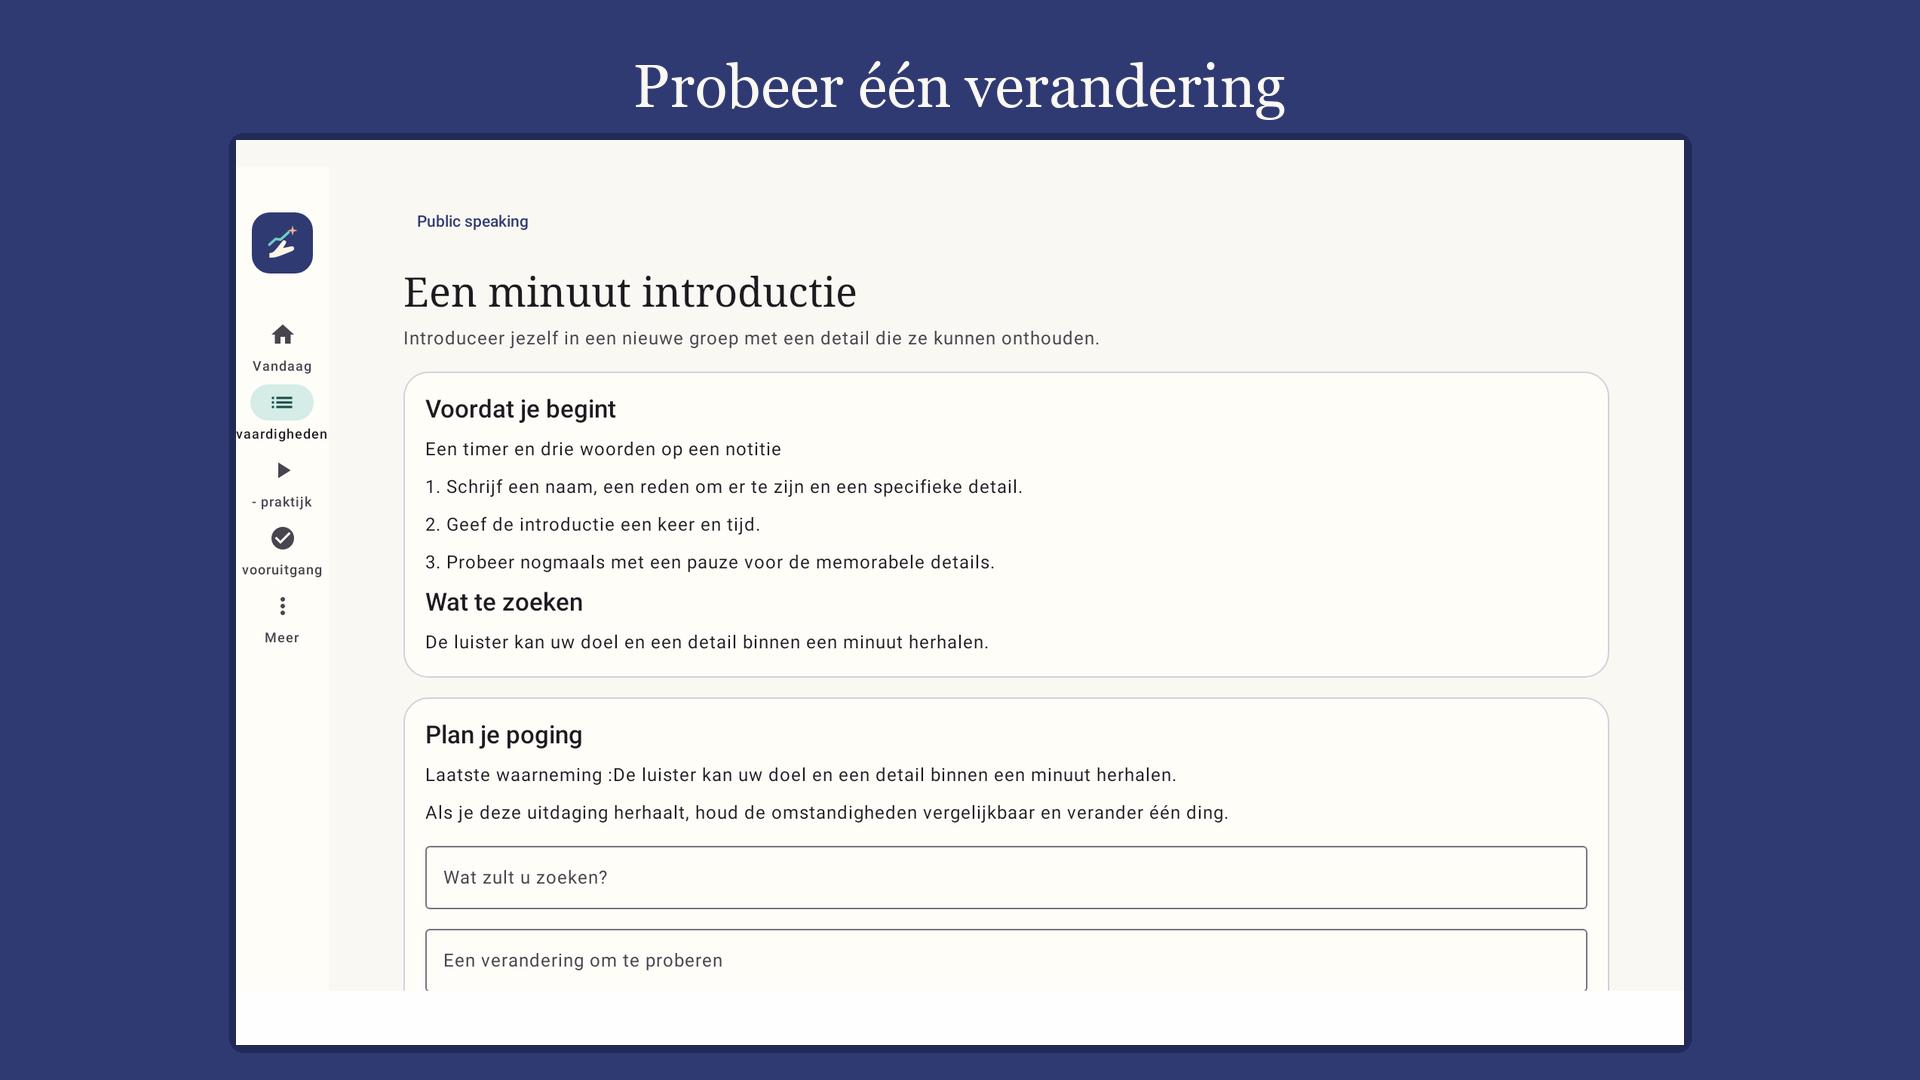 Probeer één verandering
Public speaking
Een minuut introductie
Introduceer jezelf in een nieuwe groep met een detail die ze kunnen onthouden.
Vandaag
vaardigheden
- praktijk
vooruitgang
Meer
Voordat je begint
Een timer en drie woorden op een notitie
1. Schrijf een naam, een reden om er te zijn en een specifieke detail.
2. Geef de introductie een keer en tijd.
3. Probeer nogmaals met een pauze voor de memorabele details.
Wat te zoeken
De luister kan uw doel en een detail binnen een minuut herhalen.
Plan je poging
Laatste waarneming :De luister kan uw doel en een detail binnen een minuut herhalen.
Als je deze uitdaging herhaalt, houd de omstandigheden vergelijkbaar en verander één ding.
Wat zult u zoeken?
Een verandering om te proberen